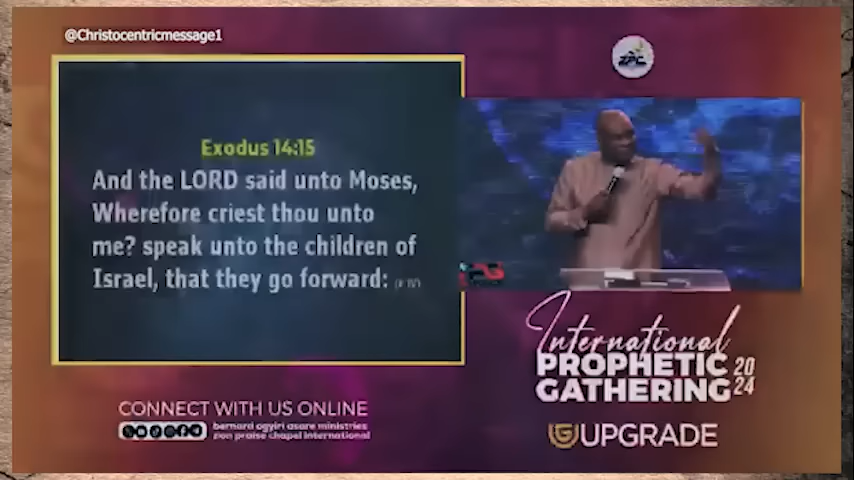 @Christocentricmessage1
ZPC
Exodus 14:15
And the LORD said unto Moses,
Wherefore criest thou unto
me? speak unto the children of
Israel, that they go forward:
International
PROPHETIC
GATHERING
20
24
UPGRADE
CONNECT WITH US ONLINE
bernard ogyiri asare ministries
zion praise chapel international